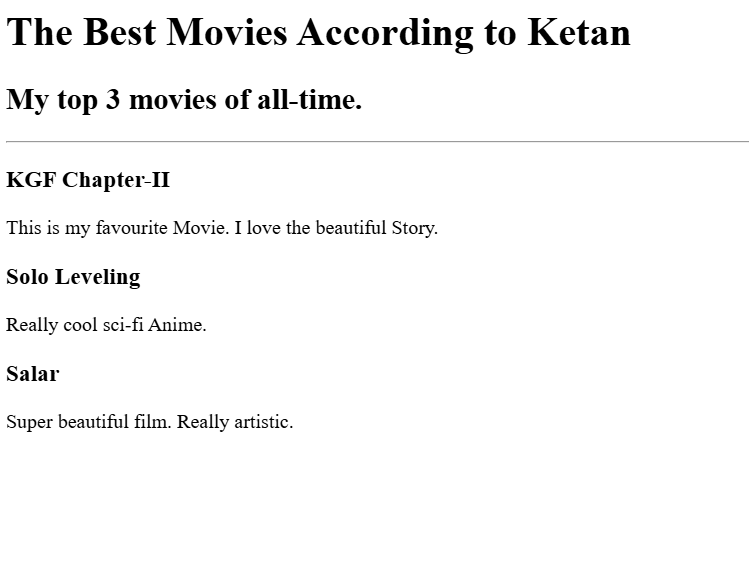 The Best Movies According to Ketan
My top 3 movies of all-time.
KGF Chapter-II
This is my favourite Movie. I love the beautiful Story.
Solo Leveling
Really cool sci-fi Anime.
Salar
Super beautiful film. Really artistic.